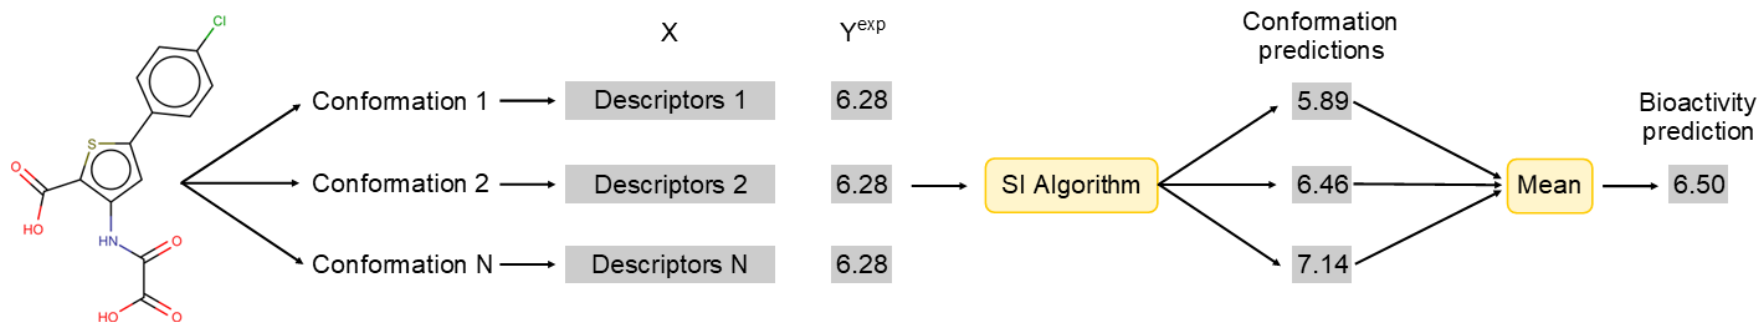 Cl
S
O
HO
HN
O
O
HO
Conformation 1
Conformation 2
Conformation N
X
Descriptors 1
Descriptors 2
Descriptors N
Y^exp
6.28
6.28
6.28
SI Algorithm
Conformation
predictions
5.89
6.46
7.14
Mean
Bioactivity
prediction
6.50